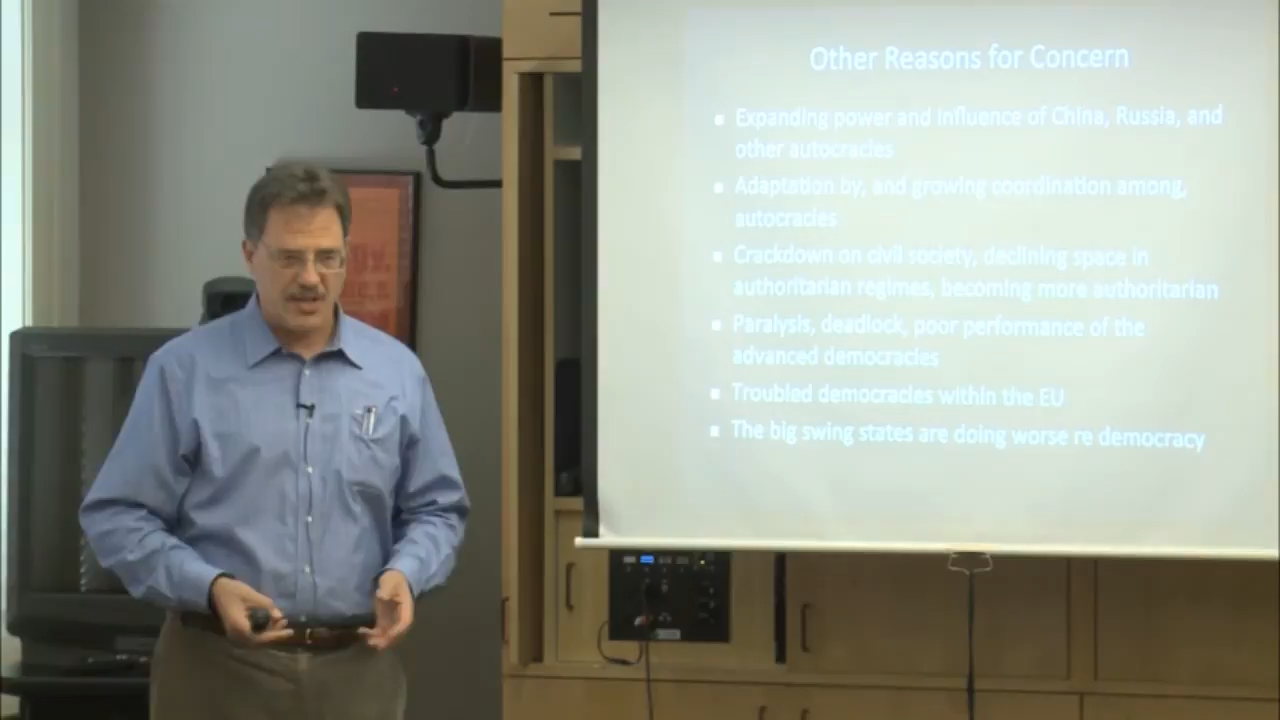 Other Reasons for Concern
Expanding power and influence of China, Russia, and
other autocracies
Adaptation by, and growing coordination among,
autocracies
Crackdown on civil society, declining space in
authoritarian regimes, becoming more authoritarian
Paralysis, deadlock, poor performance of the
advanced democracies
Troubled democracies within the EU
The big swing states are doing worse re democracy